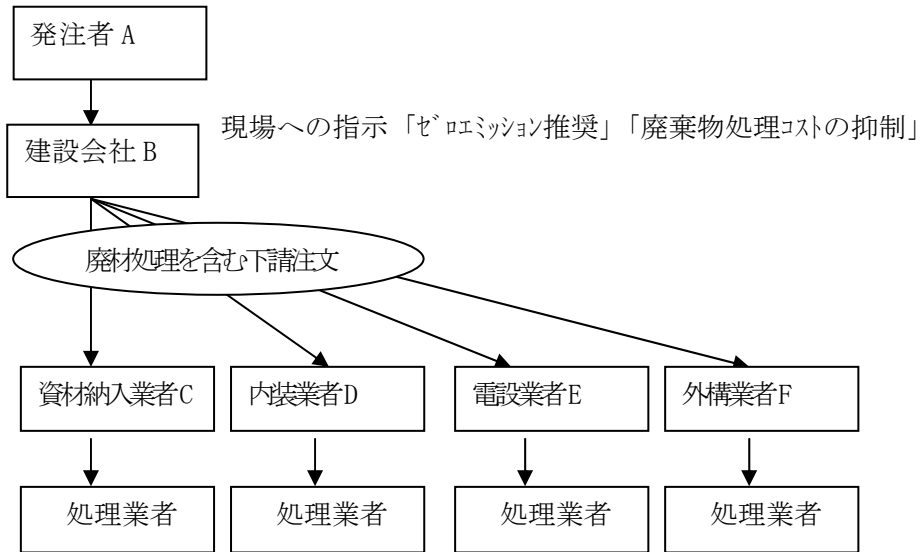 発注者 A
現場への指示「ｾﾞﾛｴﾐｯｼｮﾝ推奨」「廃棄物処理ｺｽﾄの抑制」
建設会社 B
廃材処理を含む下請注文
資材納入業者C
内装業者D
電設業者E
外構業者F
処理業者
処理業者
処理業者
処理業者